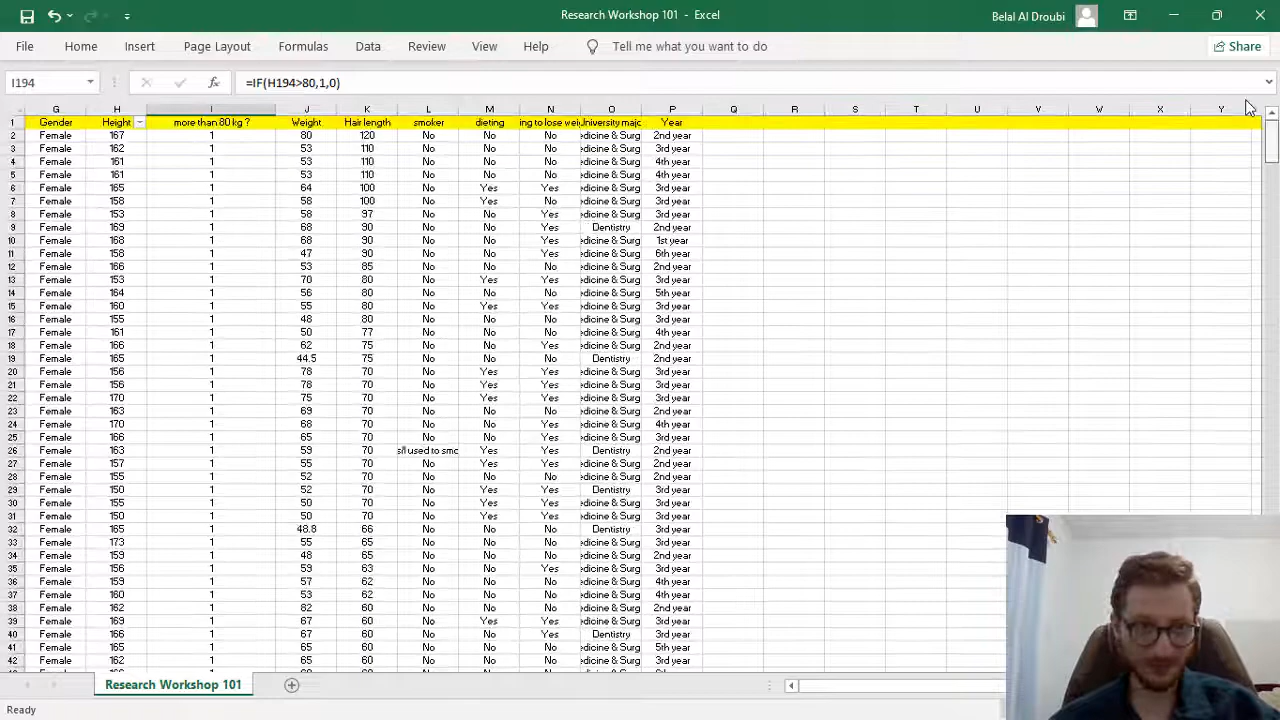 Research Workshop 101 - Excel
Belal Al Droubi
File Home Insert Page Layout Formulas Data Review View Help Tell me what you want to do
Share
I194 fx =IF(H194>80,1,0)
G H I J K L M N O P Q R S T U V W X Y
1 Gender Height more than 80 kg ? Weight Hair length smoker dieting ing to lose wei University majo Year
2 Female 167 1 80 120 No No No edicine & Surg 2nd year
3 Female 162 1 53 110 No No No edicine & Surg 3rd year
4 Female 161 1 53 110 No No No edicine & Surg 4th year
5 Female 161 1 53 110 No No No edicine & Surg 4th year
6 Female 165 1 64 100 No Yes Yes edicine & Surg 3rd year
7 Female 158 1 58 100 No Yes No edicine & Surg 3rd year
8 Female 153 1 58 97 No No Yes edicine & Surg 3rd year
9 Female 169 1 68 90 No No Yes Dentistry 2nd year
10 Female 168 1 68 90 No No Yes edicine & Surg 1st year
11 Female 158 1 47 90 No No Yes edicine & Surg 6th year
12 Female 166 1 53 85 No No No edicine & Surg 2nd year
13 Female 153 1 70 80 No Yes Yes edicine & Surg 3rd year
14 Female 164 1 56 80 No No No edicine & Surg 5th year
15 Female 160 1 55 80 No Yes Yes edicine & Surg 3rd year
16 Female 155 1 48 80 No No No edicine & Surg 3rd year
17 Female 161 1 50 77 No No No edicine & Surg 4th year
18 Female 166 1 62 75 No No Yes edicine & Surg 2nd year
19 Female 165 1 44.5 75 No No No Dentistry 2nd year
20 Female 156 1 78 70 No Yes Yes edicine & Surg 3rd year
21 Female 156 1 78 70 No Yes Yes edicine & Surg 3rd year
22 Female 170 1 75 70 No Yes Yes edicine & Surg 3rd year
23 Female 163 1 69 70 No No No edicine & Surg 2nd year
24 Female 170 1 68 70 No No Yes edicine & Surg 4th year
25 Female 166 1 65 70 No No Yes edicine & Surg 3rd year
26 Female 163 1 59 70 used to smo Yes Yes Dentistry 2nd year
27 Female 157 1 55 70 No Yes Yes edicine & Surg 3rd year
28 Female 155 1 52 70 No No No edicine & Surg 2nd year
29 Female 150 1 52 70 No Yes Yes Dentistry 3rd year
30 Female 155 1 50 70 No Yes No edicine & Surg 3rd year
31 Female 150 1 50 70 No Yes Yes edicine & Surg 3rd year
32 Female 165 1 48.8 66 No No No Dentistry 2nd year
33 Female 173 1 55 65 No No No edicine & Surg 3rd year
34 Female 159 1 48 65 No No No edicine & Surg 2nd year
35 Female 156 1 59 63 No No Yes edicine & Surg 3rd year
36 Female 159 1 57 62 No No No edicine & Surg 4th year
37 Female 160 1 53 62 No No No edicine & Surg 4th year
38 Female 162 1 82 60 No No No edicine & Surg 2nd year
39 Female 169 1 67 60 No Yes Yes edicine & Surg 3rd year
40 Female 166 1 67 60 No No Yes Dentistry 3rd year
41 Female 165 1 65 60 No No No edicine & Surg 5th year
42 Female 162 1 65 60 No No No edicine & Surg 3rd year
Research Workshop 101
Ready